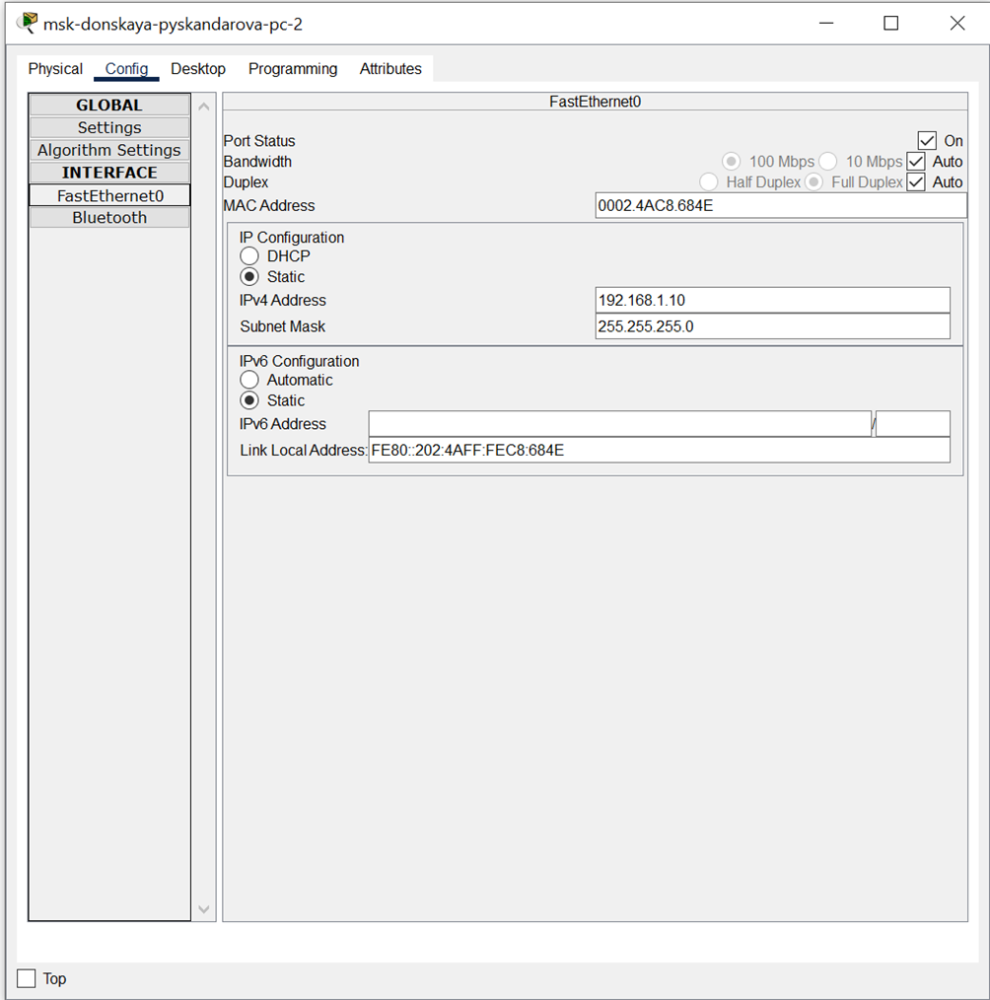 msk-donskaya-pyskandarova-pc-2
Physical Config Desktop Programming Attributes
GLOBAL
Settings
Algorithm Settings
INTERFACE
FastEthernet0
Bluetooth
FastEthernet0
Port Status On
Bandwidth 100 Mbps 10 Mbps Auto
Duplex Half Duplex Full Duplex Auto
MAC Address 0002.4AC8.684E
IP Configuration
DHCP
Static
IPv4 Address 192.168.1.10
Subnet Mask 255.255.255.0
IPv6 Configuration
Automatic
Static
IPv6 Address /
Link Local Address: FE80::202:4AFF:FEC8:684E
Top